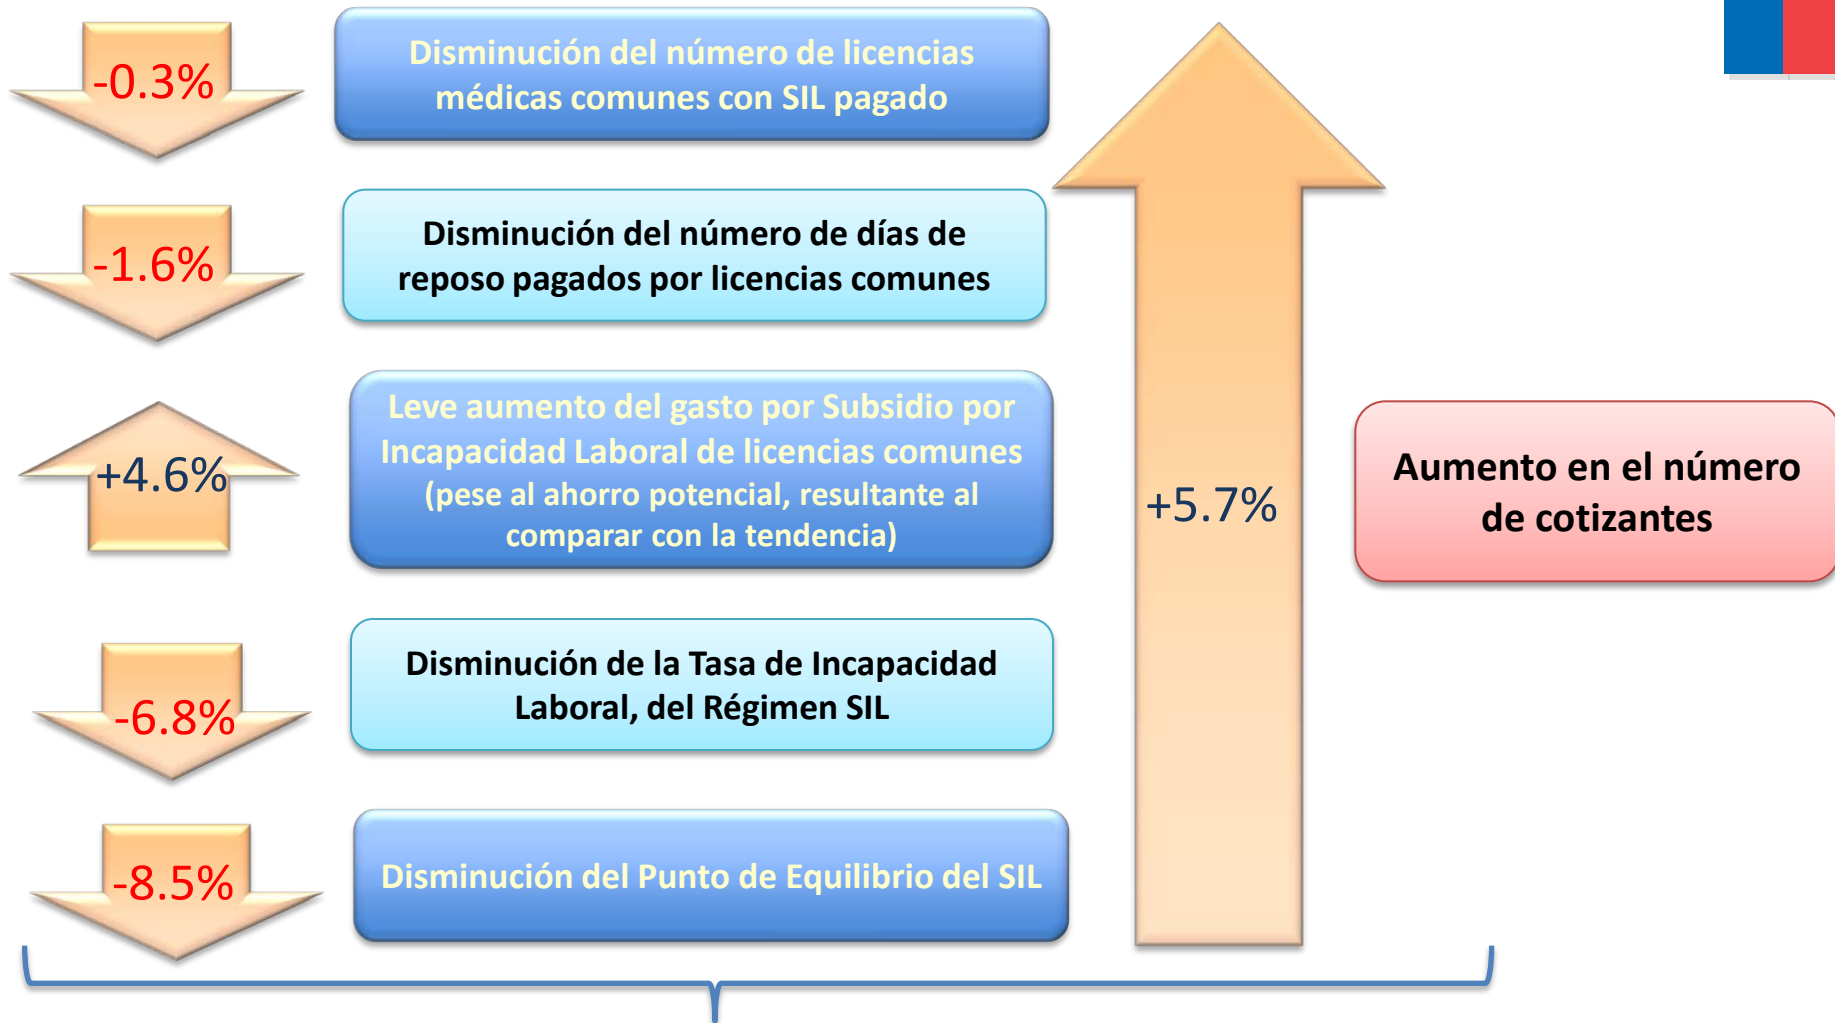 -0.3%
Disminución del número de licencias
médicas comunes con SIL pagado
-1.6%
Disminución del número de días de
reposo pagados por licencias comunes
+4.6%
Leve aumento del gasto por Subsidio por
Incapacidad Laboral de licencias comunes
(pese al ahorro potencial, resultante al
comparar con la tendencia)
-6.8%
Disminución de la Tasa de Incapacidad
Laboral, del Régimen SIL
-8.5%
Disminución del Punto de Equilibrio del SIL
+5.7%
Aumento en el número
de cotizantes